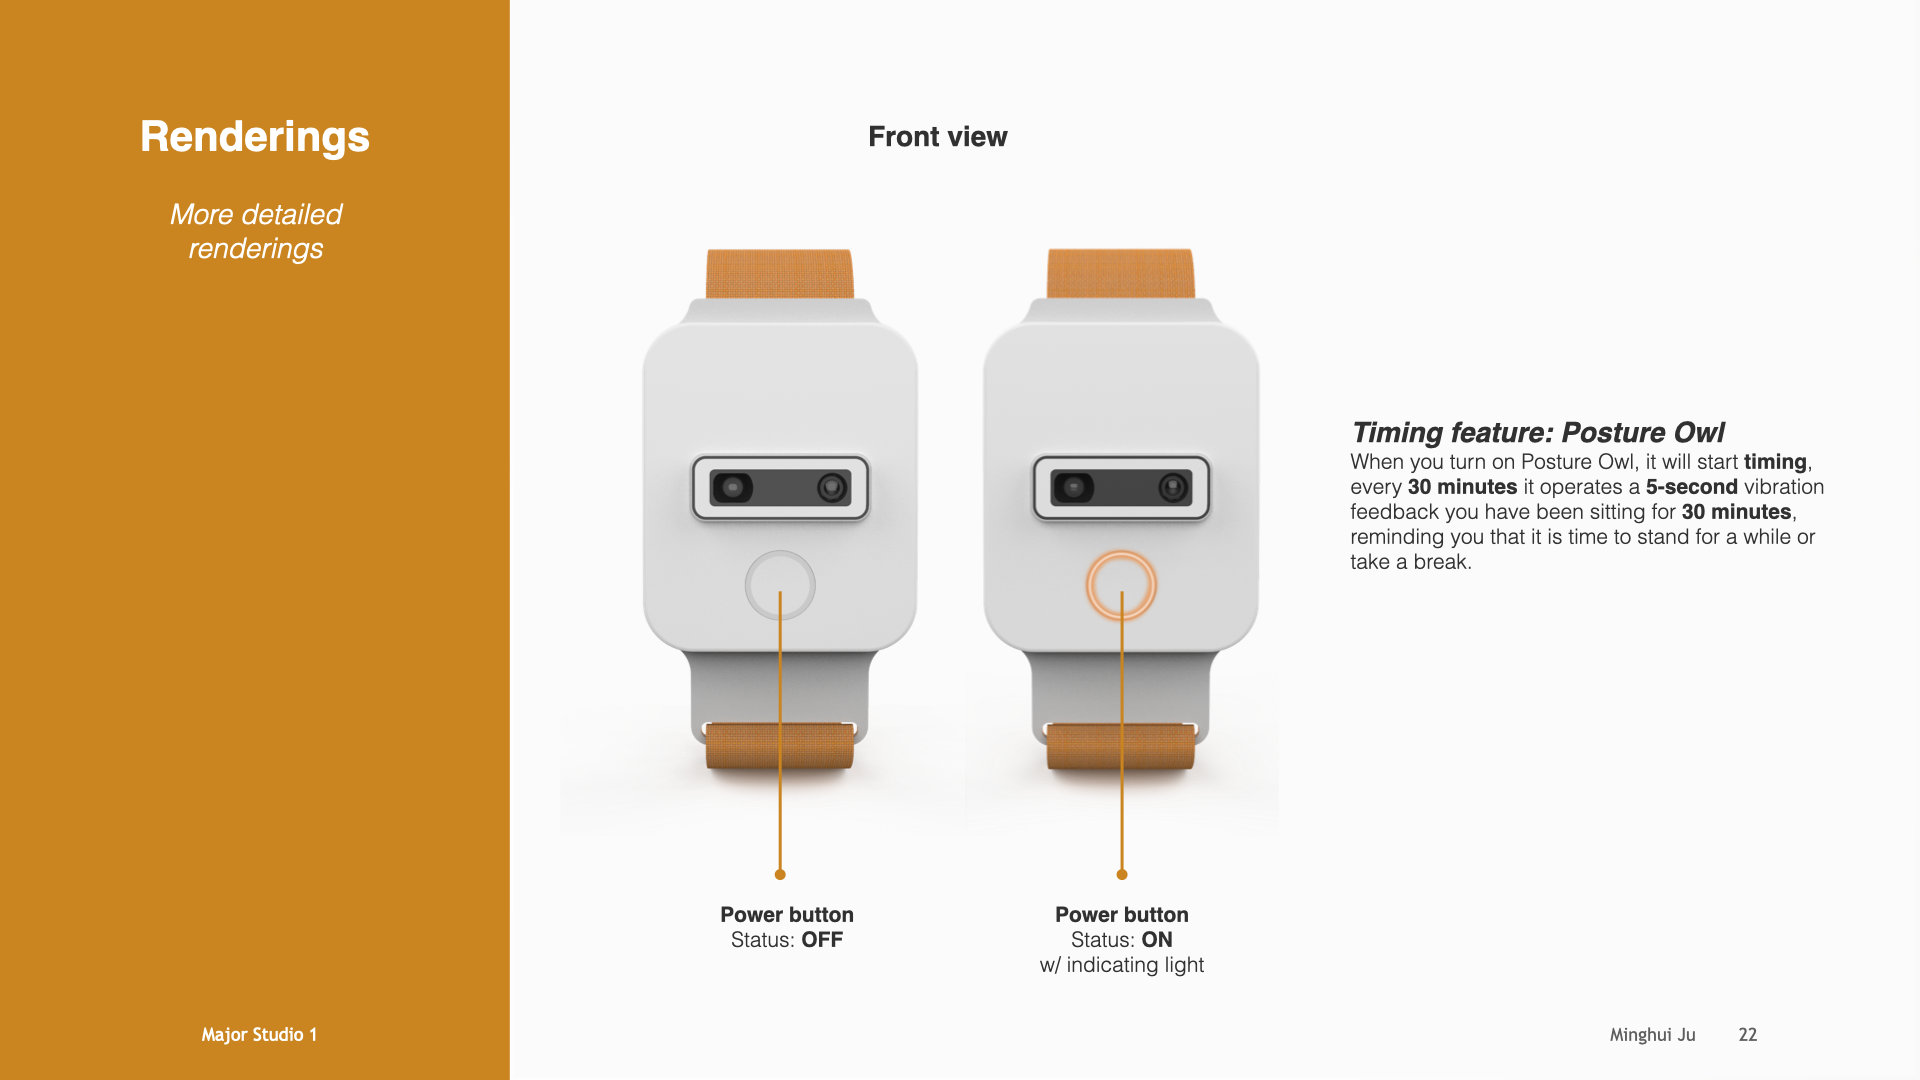 Renderings
More detailed
renderings
Front view
Timing feature: Posture Owl
When you turn on Posture Owl, it will start timing,
every 30 minutes it operates a 5-second vibration
feedback you have been sitting for 30 minutes,
reminding you that it is time to stand for a while or
take a break.
Power button
Status: OFF
Power button
Status: ON
w/ indicating light
Major Studio 1
Minghui Ju
22